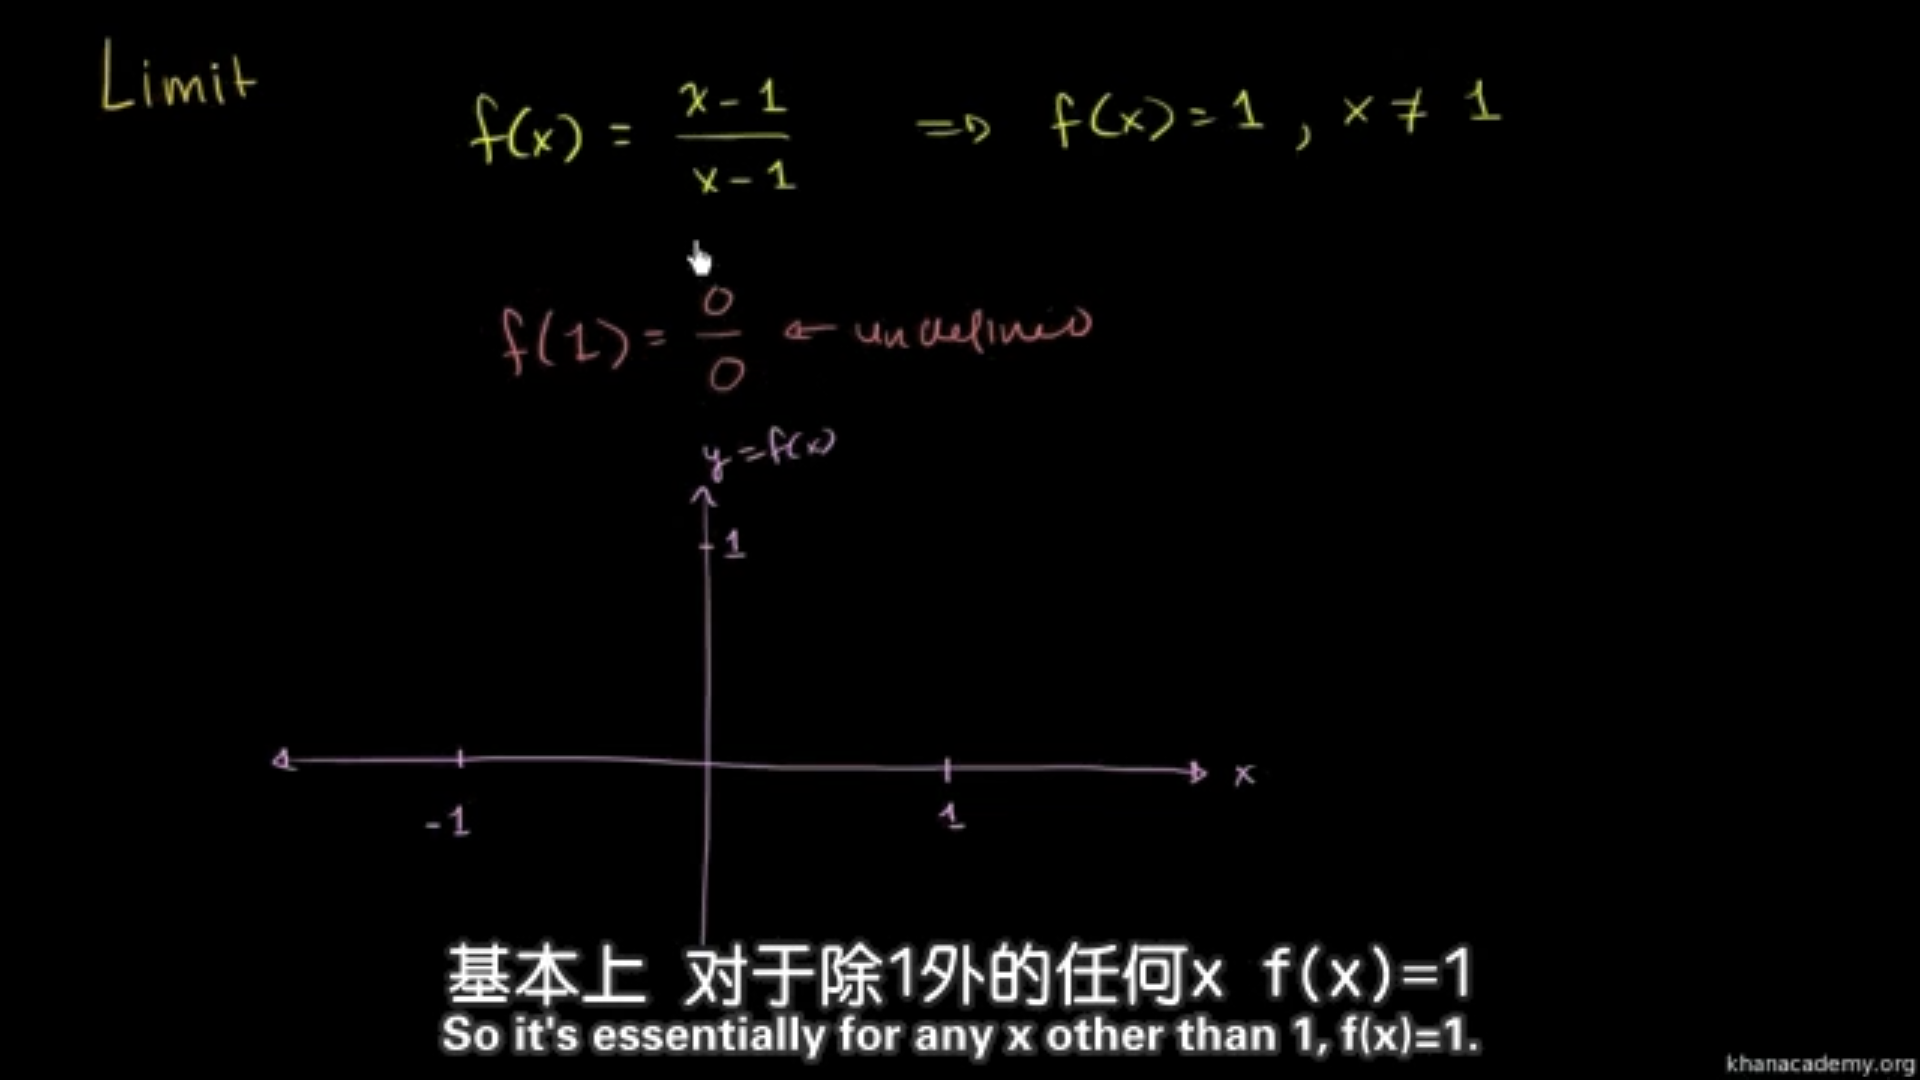 Limit
f(x) = x-1 / x-1 ⇒ f(x)=1 , x ≠ 1
f(1) = 0/0 ← undefined
y=f(x)
1
x
-1 1
基本上 对于除1外的任何x f(x)=1
So it's essentially for any x other than 1, f(x)=1.
khanacademy.org